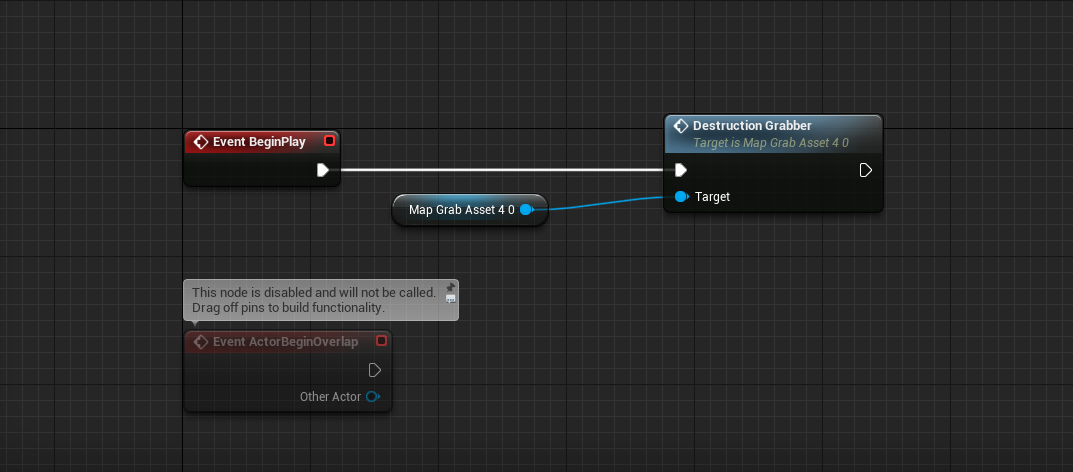 Event BeginPlay
Destruction Grabber
Target is Map Grab Asset 4 0
Target
Map Grab Asset 4 0
This node is disabled and will not be called.
Drag off pins to build functionality.
Event ActorBeginOverlap
Other Actor